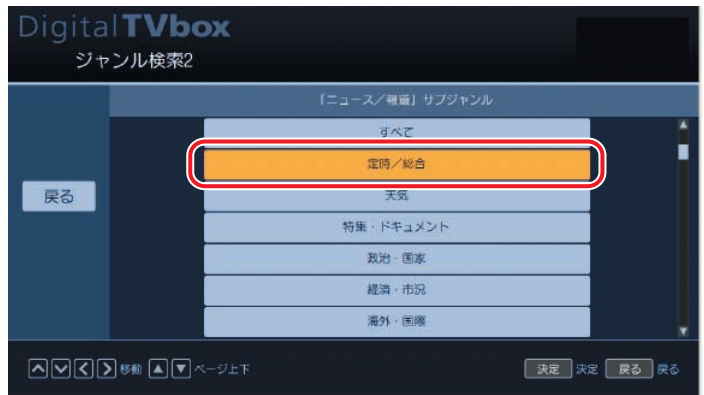 DigitalTVbox
ジャンル検索2
「ニュース／報道」サブジャンル
すべて
定時／総合
戻る
天気
特集・ドキュメント
政治・国家
経済・市況
海外・国際
移動 ページ上下 決定 決定 戻る 戻る